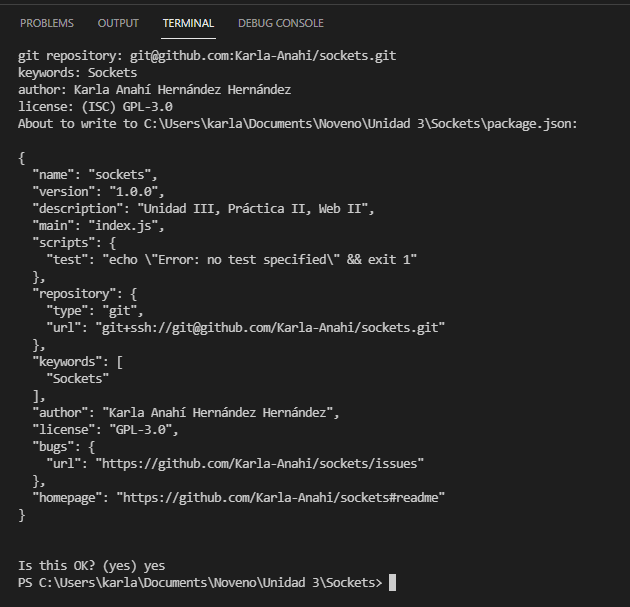 PROBLEMS OUTPUT TERMINAL DEBUG CONSOLE
git repository: git@github.com:Karla-Anahi/sockets.git
keywords: Sockets
author: Karla Anahí Hernández Hernández
license: (ISC) GPL-3.0
About to write to C:\Users\karla\Documents\Noveno\Unidad 3\Sockets\package.json:

{
  "name": "sockets",
  "version": "1.0.0",
  "description": "Unidad III, Práctica II, Web II",
  "main": "index.js",
  "scripts": {
    "test": "echo \"Error: no test specified\" && exit 1"
  },
  "repository": {
    "type": "git",
    "url": "git+ssh://git@github.com/Karla-Anahi/sockets.git"
  },
  "keywords": [
    "Sockets"
  ],
  "author": "Karla Anahí Hernández Hernández",
  "license": "GPL-3.0",
  "bugs": {
    "url": "https://github.com/Karla-Anahi/sockets/issues"
  },
  "homepage": "https://github.com/Karla-Anahi/sockets#readme"
}

Is this OK? (yes) yes
PS C:\Users\karla\Documents\Noveno\Unidad 3\Sockets>